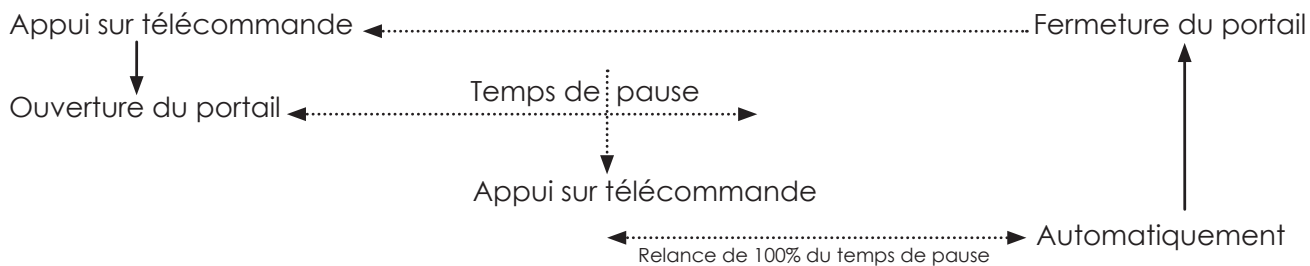 Appui sur télécommande
Fermeture du portail
Ouverture du portail
Temps de pause
Appui sur télécommande
Automatiquement
Relance de 100% du temps de pause